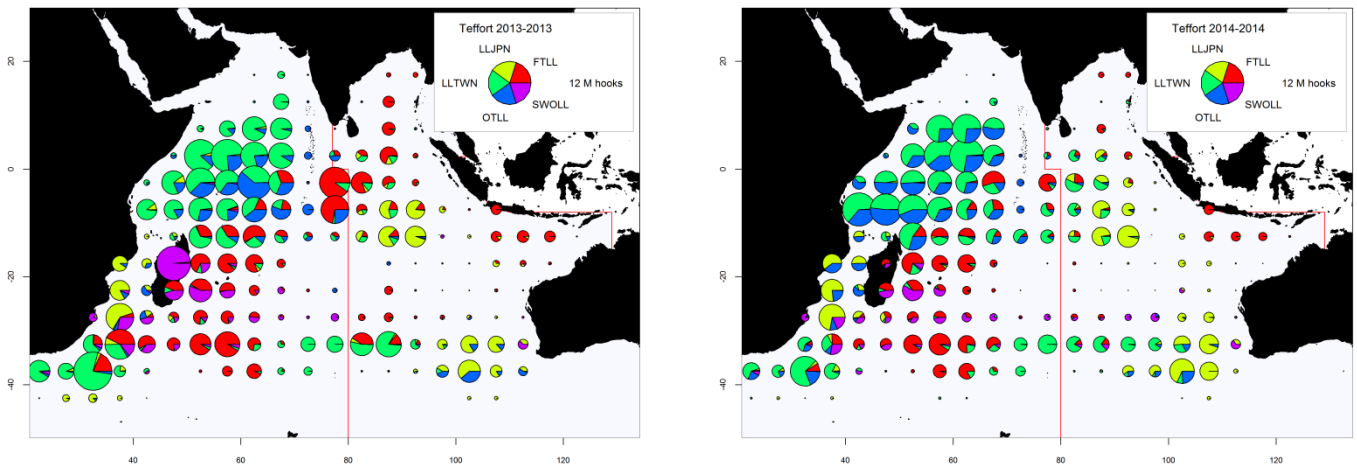 Teffort 2013-2013
LLJPN
FTLL
LLTWN
12 M hooks
SWOLL
OTLL
20
0
-20
-40
40
60
80
100
120
Teffort 2014-2014
LLJPN
FTLL
LLTWN
12 M hooks
SWOLL
OTLL
20
0
-20
-40
40
60
80
100
120